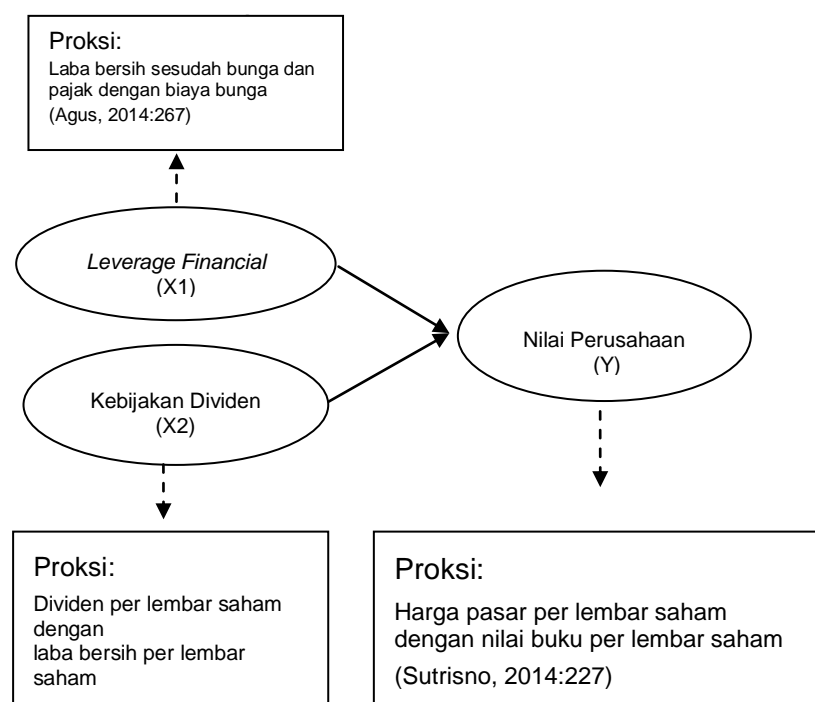 Proksi:
Laba bersih sesudah bunga dan
pajak dengan biaya bunga
(Agus, 2014:267)
Leverage Financial
(X1)
Nilai Perusahaan
(Y)
Kebijakan Dividen
(X2)
Proksi:
Dividen per lembar saham
dengan
laba bersih per lembar
saham
Proksi:
Harga pasar per lembar saham
dengan nilai buku per lembar saham
(Sutrisno, 2014:227)